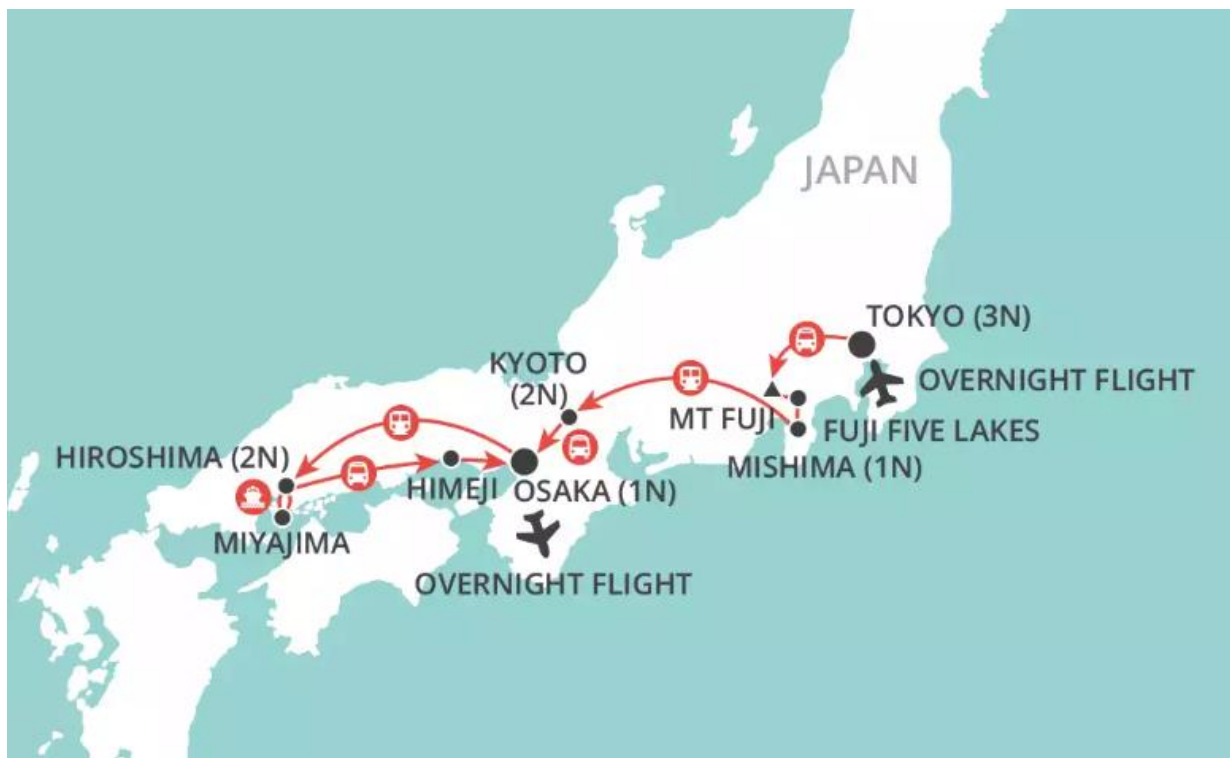 JAPAN
TOKYO (3N)
OVERNIGHT FLIGHT
KYOTO
(2N)
MT FUJI
FUJI FIVE LAKES
MISHIMA (1N)
HIROSHIMA (2N)
HIMEJI
OSAKA (1N)
MIYAJIMA
OVERNIGHT FLIGHT